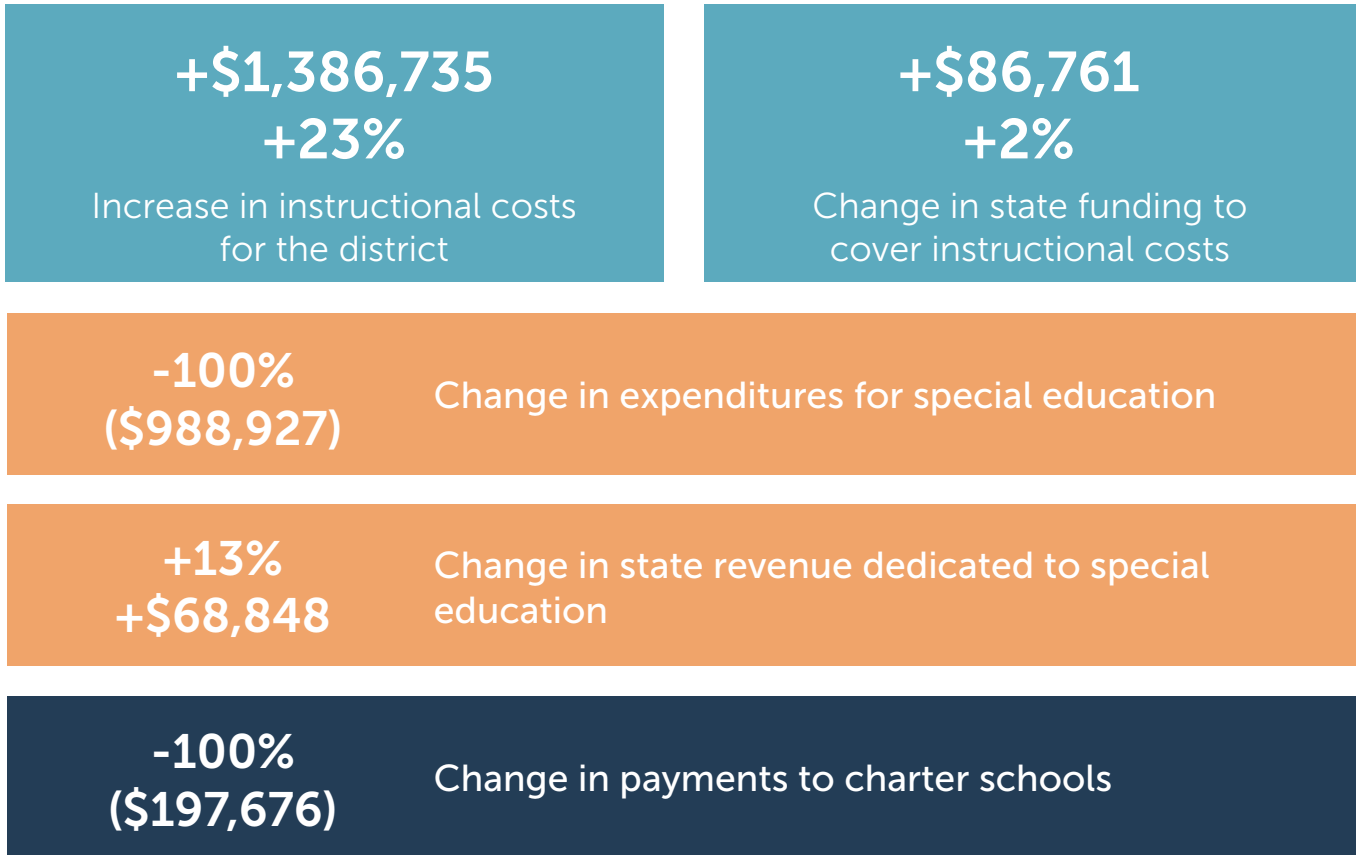 +$1,386,735
+23%
Increase in instructional costs
for the district
+$86,761
+2%
Change in state funding to
cover instructional costs
-100%
($988,927)
Change in expenditures for special education
+13%
+$68,848
Change in state revenue dedicated to special
education
-100%
($197,676)
Change in payments to charter schools